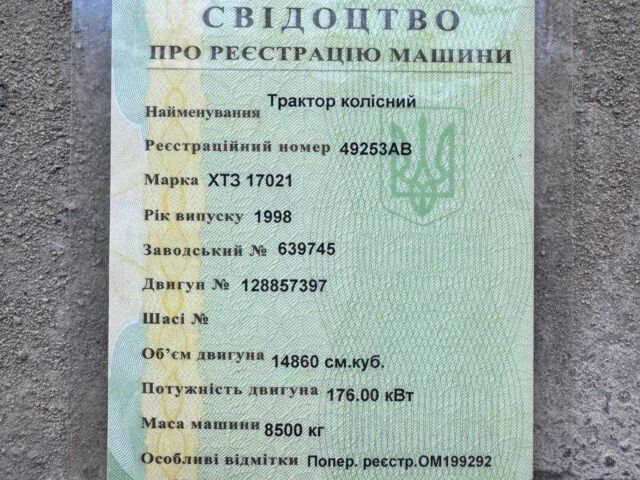 СВІДОЦТВО
ПРО РЕЄСТРАЦІЮ МАШИНИ
Найменування Трактор колісний
Реєстраційний номер 49253АВ
Марка ХТЗ 17021
Рік випуску 1998
Заводський № 639745
Двигун № 128857397
Шасі №
Об'єм двигуна 14860 см.куб.
Потужність двигуна 176.00 кВт
Маса машини 8500 кг
Особливі відмітки Попер. реєстр.ОМ199292